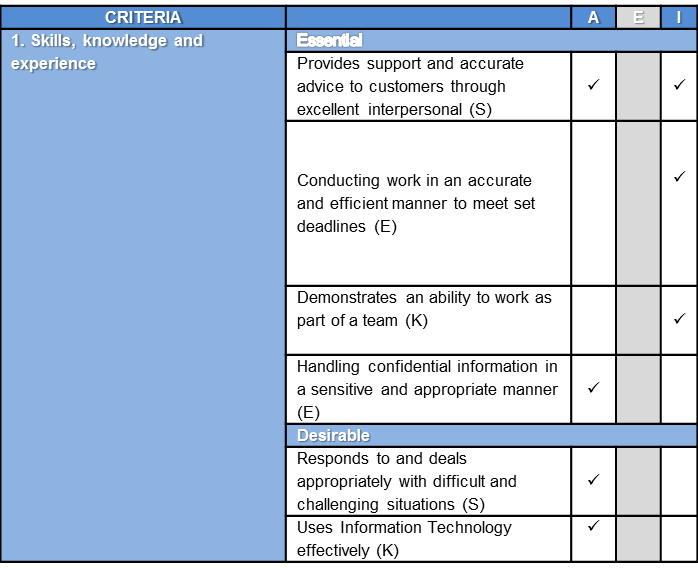 CRITERIA A E I
1. Skills, knowledge and
experience
Essential
Provides support and accurate
advice to customers through
excellent interpersonal (S)
✓ ✓
Conducting work in an accurate
and efficient manner to meet set
deadlines (E)
✓
Demonstrates an ability to work as
part of a team (K)
✓
Handling confidential information in
a sensitive and appropriate manner
(E)
✓
Desirable
Responds to and deals
appropriately with difficult and
challenging situations (S)
✓
Uses Information Technology
effectively (K)
✓